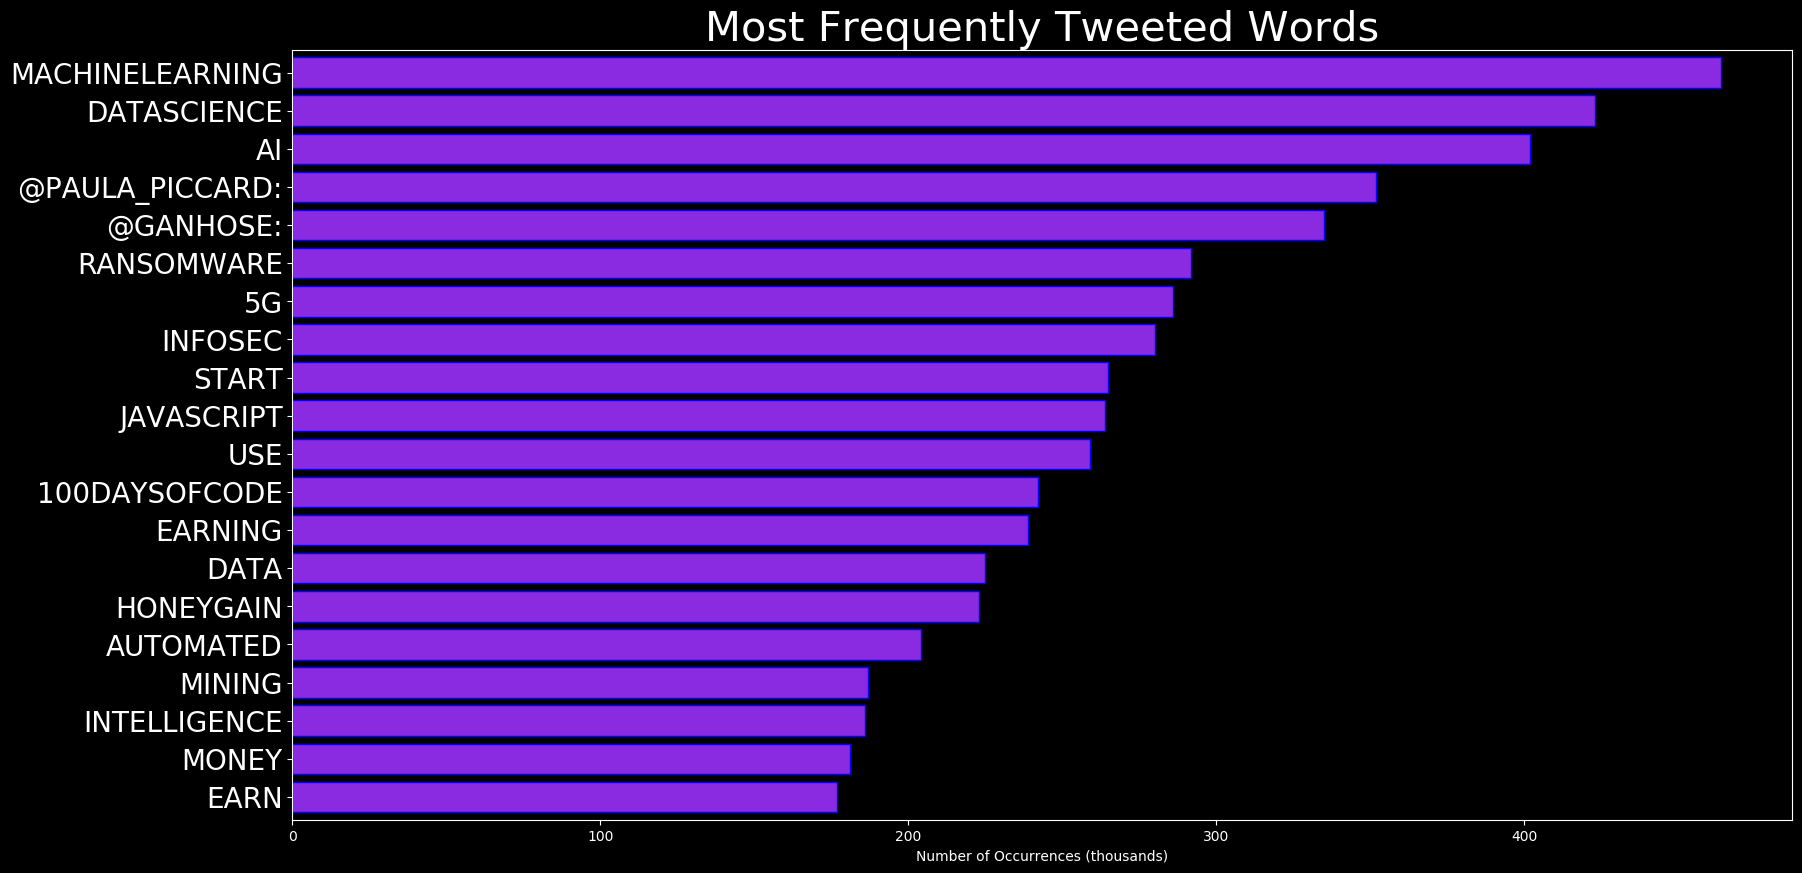 Most Frequently Tweeted Words
MACHINELEARNING
DATASCIENCE
AI
@PAULA_PICCARD:
@GANHOSE:
RANSOMWARE
5G
INFOSEC
START
JAVASCRIPT
USE
100DAYSOFCODE
EARNING
DATA
HONEYGAIN
AUTOMATED
MINING
INTELLIGENCE
MONEY
EARN
0 100 200 300 400
Number of Occurrences (thousands)